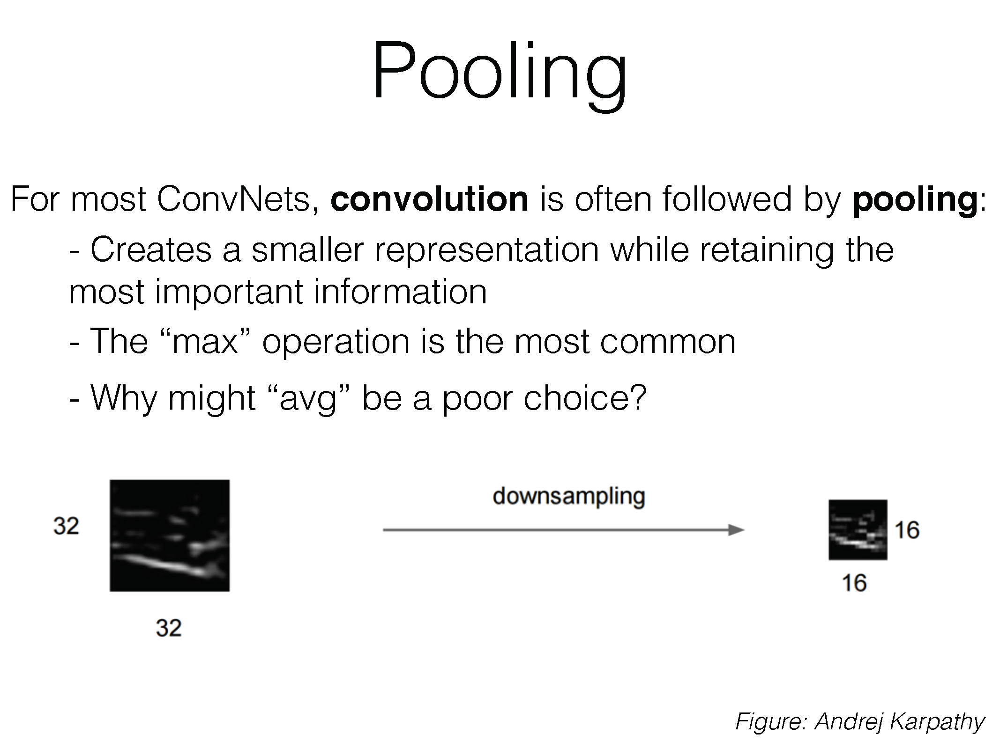 Pooling
For most ConvNets, convolution is often followed by pooling:
- Creates a smaller representation while retaining the
most important information
- The “max” operation is the most common
- Why might “avg” be a poor choice?
downsampling
32
16
16
32
Figure: Andrej Karpathy